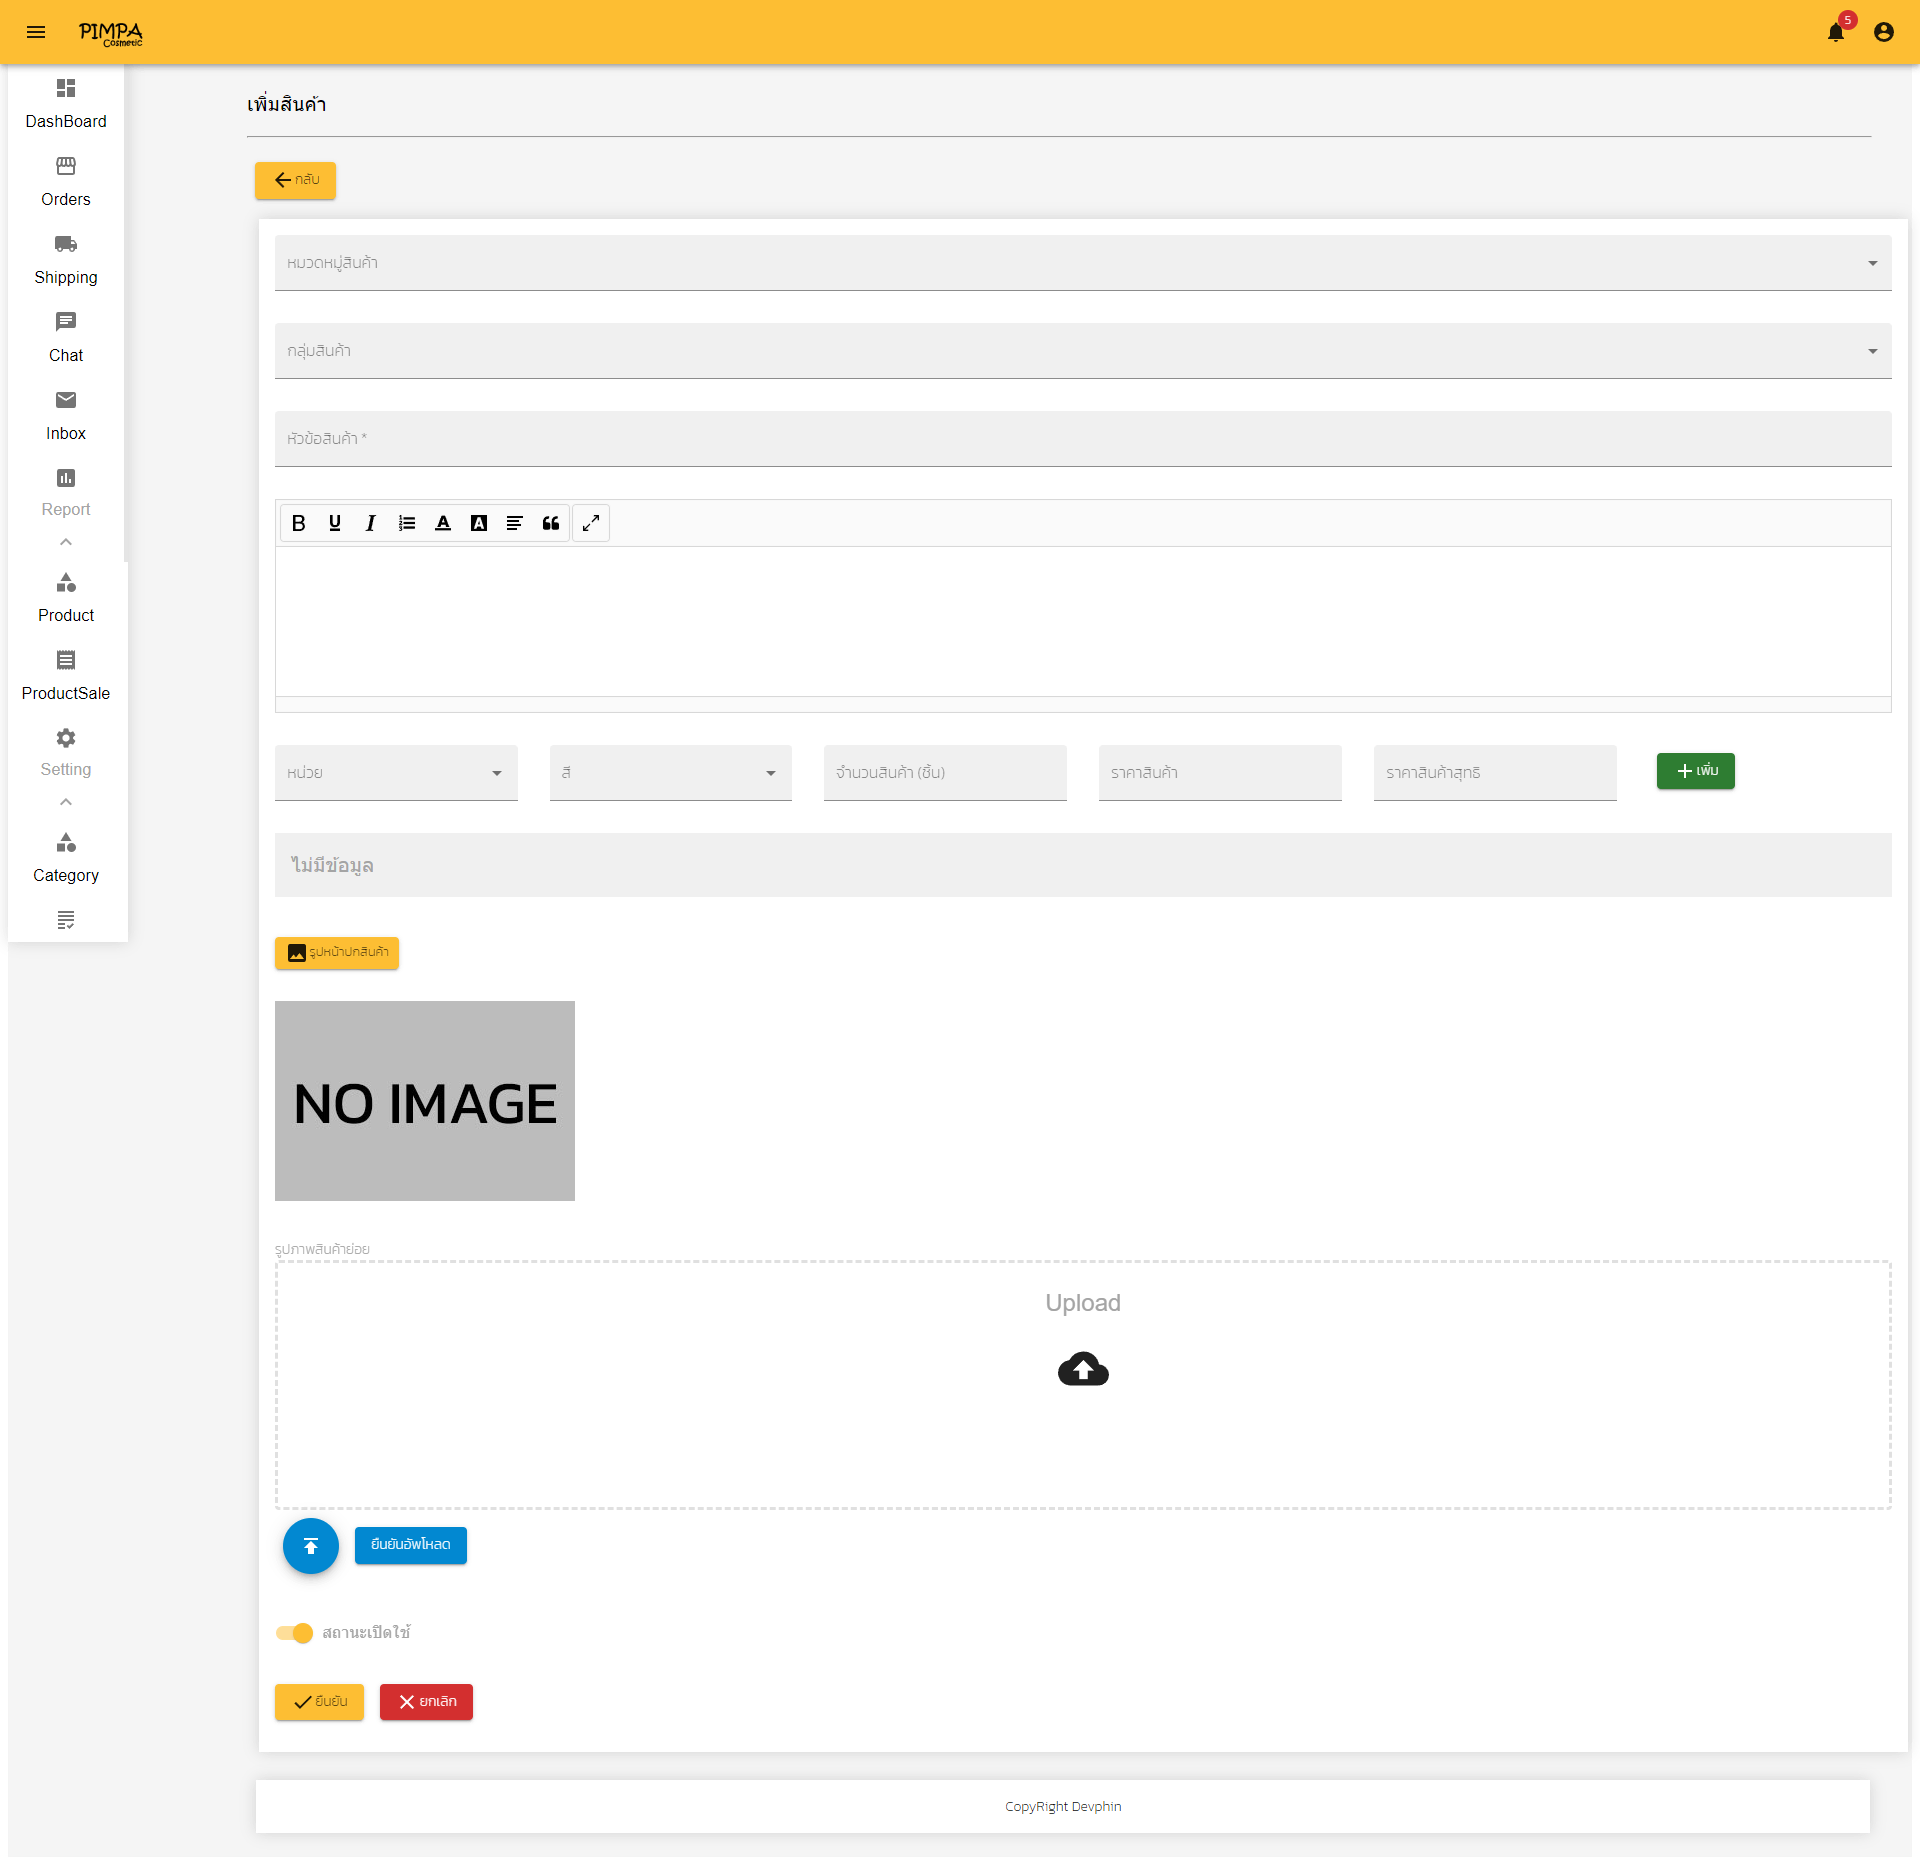 PIMPA
Cosmetic
5
DashBoard
Orders
Shipping
Chat
Inbox
Report
Product
ProductSale
Setting
Category
เพิ่มสินค้า
กลับ
หมวดหมู่สินค้า
กลุ่มสินค้า
หัวข้อสินค้า *
หน่วย
สี
จำนวนสินค้า (ชิ้น)
ราคาสินค้า
ราคาสินค้าสุทธิ
เพิ่ม
ไม่มีข้อมูล
รูปหน้าปกสินค้า
NO IMAGE
รูปภาพสินค้าย่อย
Upload
ยืนยันอัพโหลด
สถานะเปิดใช้
ยืนยัน
ยกเลิก
CopyRight Devphin